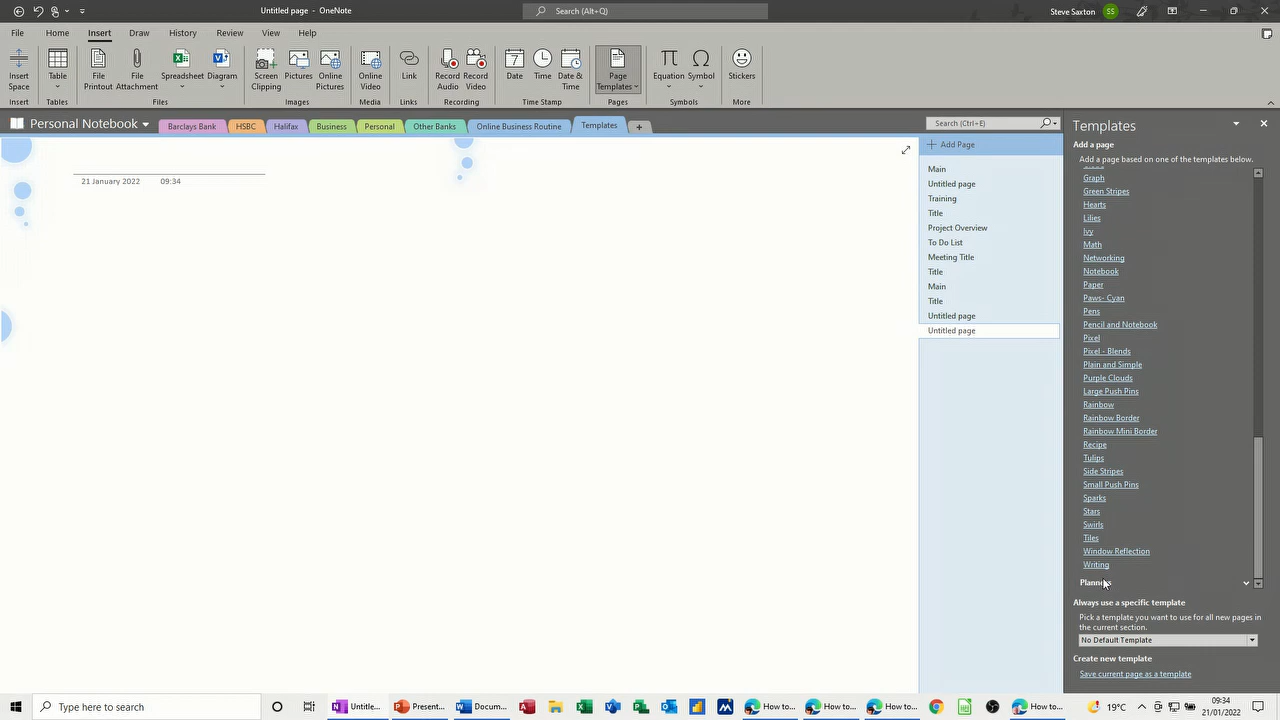 Untitled page - OneNote
Search (Alt+Q)
Steve Saxton
SS
File
Home
Insert
Draw
History
Review
View
Help
Insert Space
Table
File Printout
File Attachment
Spreadsheet
Diagram
Screen Clipping
Pictures
Online Pictures
Online Video
Link
Record Audio
Record Video
Date
Time
Date & Time
Page Templates
Equation
Symbol
Stickers
Insert
Tables
Files
Images
Media
Links
Recording
Time Stamp
Pages
Symbols
More
Personal Notebook
Barclays Bank
HSBC
Halifax
Business
Personal
Other Banks
Online Business Routine
Templates
Search (Ctrl+E)
21 January 2022
09:34
Add Page
Main
Untitled page
Training
Title
Project Overview
To Do List
Meeting Title
Title
Main
Title
Untitled page
Untitled page
Templates
Add a page
Add a page based on one of the templates below.
Graph
Green Stripes
Hearts
Lilies
Ivy
Math
Networking
Notebook
Paper
Paws- Cyan
Pens
Pencil and Notebook
Pixel
Pixel - Blends
Plain and Simple
Purple Clouds
Large Push Pins
Rainbow
Rainbow Border
Rainbow Mini Border
Recipe
Tulips
Side Stripes
Small Push Pins
Sparks
Stars
Swirls
Tiles
Window Reflection
Writing
Planners
Always use a specific template
Pick a template you want to use for all new pages in
the current section.
No Default Template
Create new template
Save current page as a template
Type here to search
Untitle...
Present...
Docum...
How to...
How to...
How to...
How to...
19°C
09:34
21/01/2022